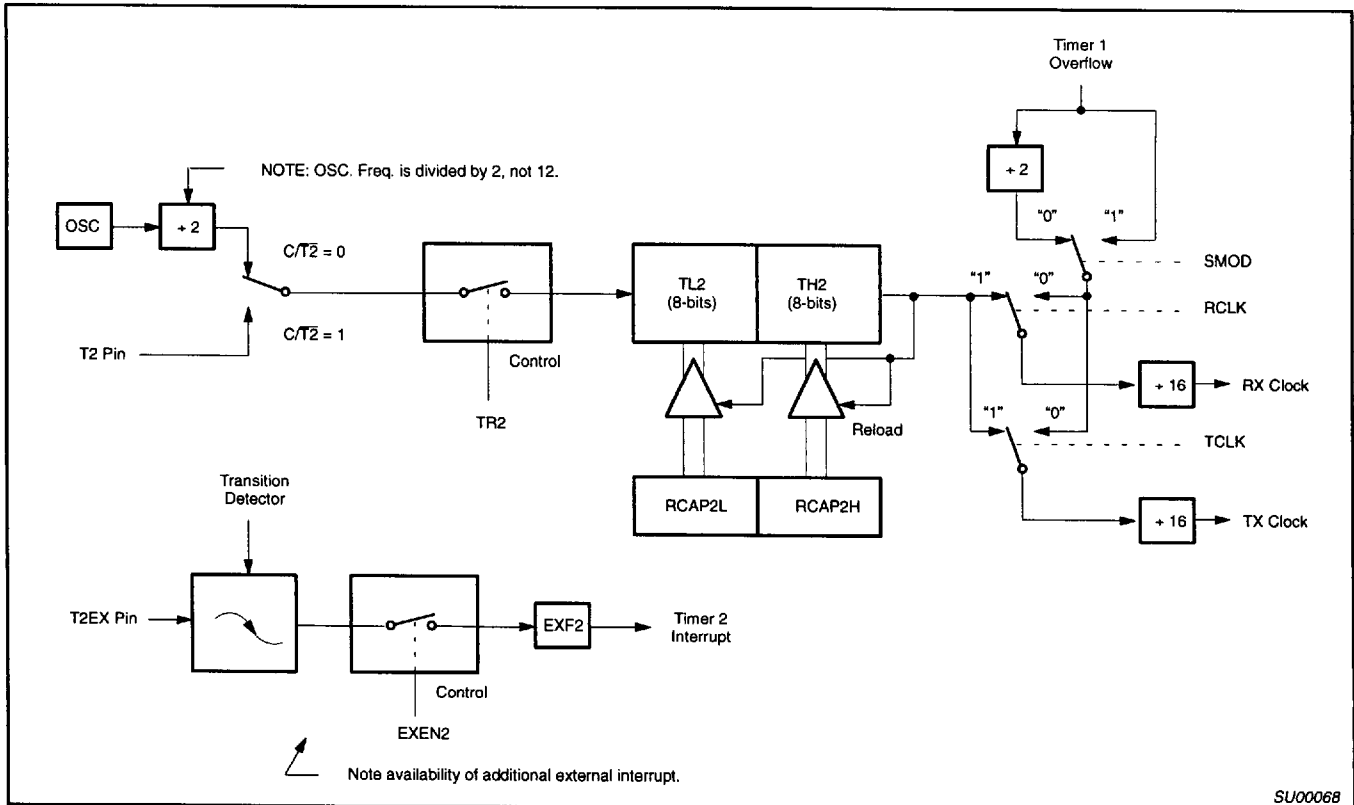 Timer 1
Overflow
NOTE: OSC. Freq. is divided by 2, not 12.
÷ 2
"0"
"1"
OSC
÷ 2
C/T2̅ = 0
SMOD
TL2
(8-bits)
TH2
(8-bits)
"1"
"0"
RCLK
C/T2̅ = 1
T2 Pin
Control
÷ 16
RX Clock
TR2
Reload
"1"
"0"
TCLK
Transition
Detector
RCAP2L
RCAP2H
÷ 16
TX Clock
T2EX Pin
EXF2
Timer 2
Interrupt
Control
EXEN2
Note availability of additional external interrupt.
SU00068